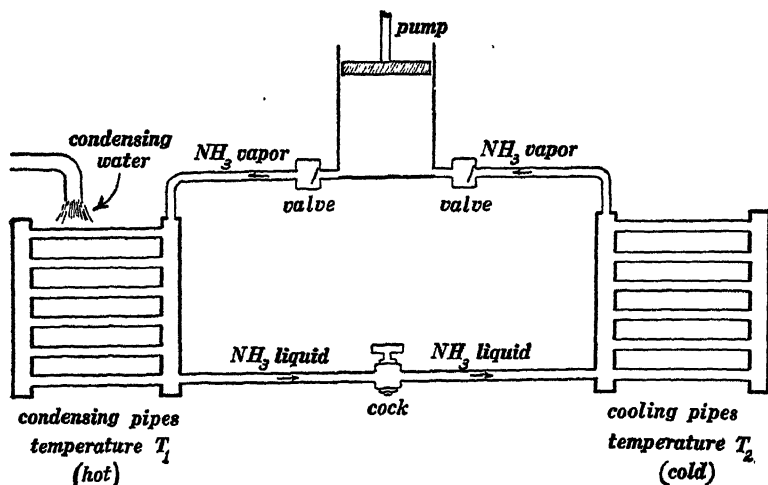 pump
condensing
water
NH₃ vapor
NH₃ vapor
valve
valve
NH₃ liquid
NH₃ liquid
cock
condensing pipes
temperature T₁
(hot)
cooling pipes
temperature T₂
(cold)